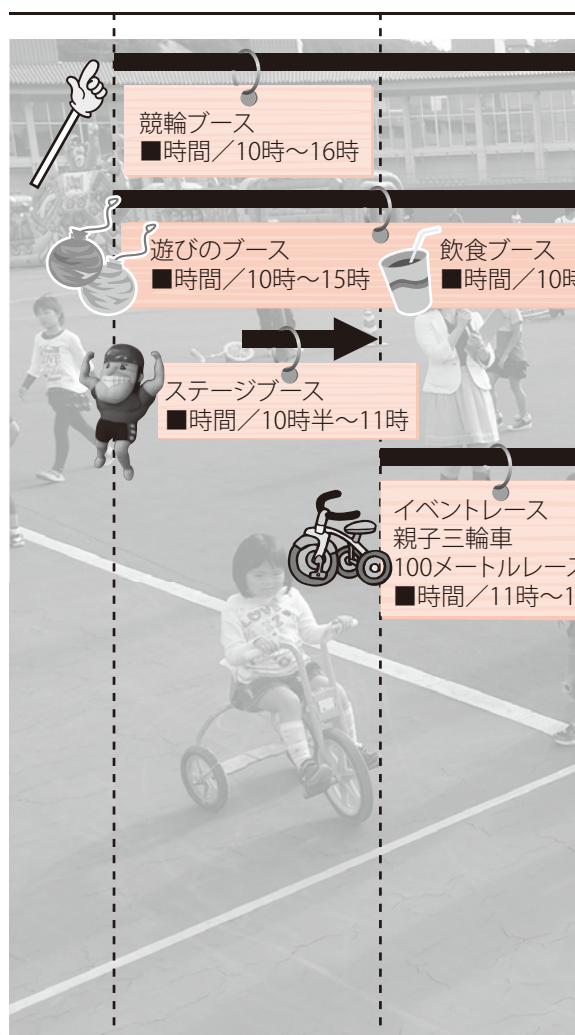 競輪ブース
■時間／10時～16時
遊びのブース
■時間／10時～15時
飲食ブース
■時間／10時
ステージブース
■時間／10時半～11時
イベントレース
親子三輪車
100メートルレース
■時間／11時～1